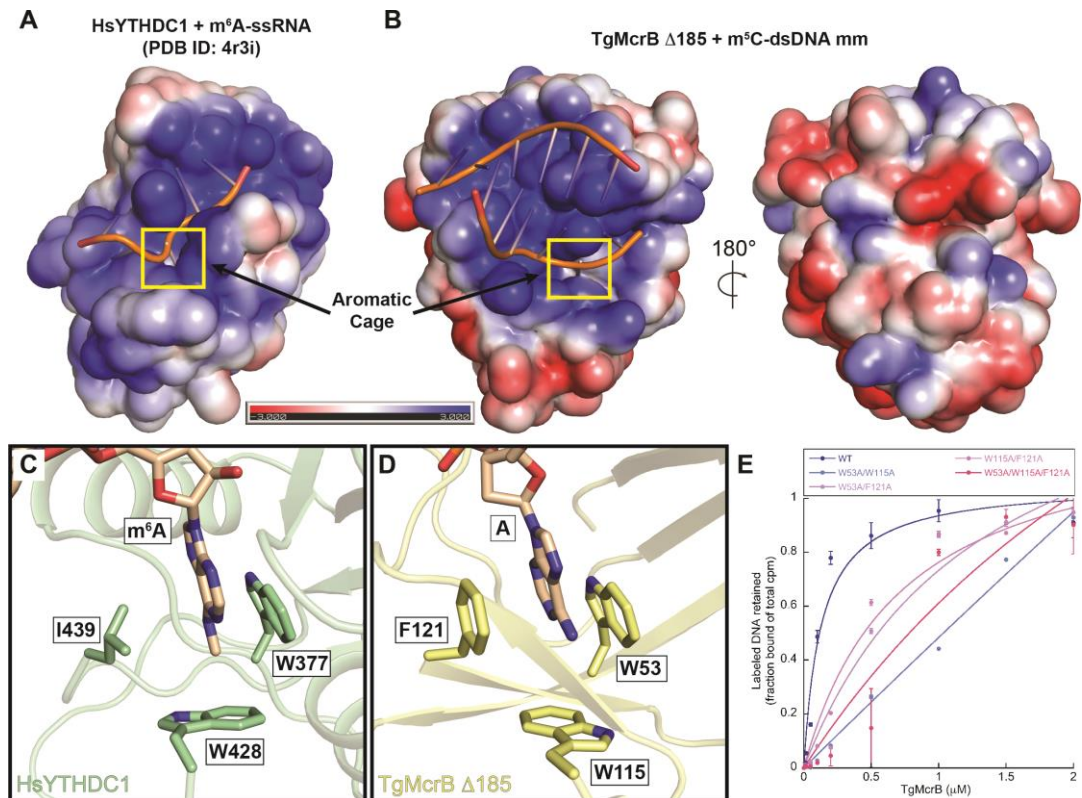 A
HsYTHDC1 + m⁶A-ssRNA
(PDB ID: 4r3i)
B
TgMcrB Δ185 + m⁵C-dsDNA mm
Aromatic
Cage
180°
-3.000
3.000
C
m⁶A
I439
W377
W428
HsYTHDC1
D
A
F121
W53
W115
TgMcrB Δ185
E
WT
W53A/W115A
W53A/F121A
W115A/F121A
W53A/W115A/F121A
Labeled DNA retained
(fraction bound of total cpm)
1
0.8
0.6
0.4
0.2
0
0
0.5
1
1.5
2
TgMcrB (μM)